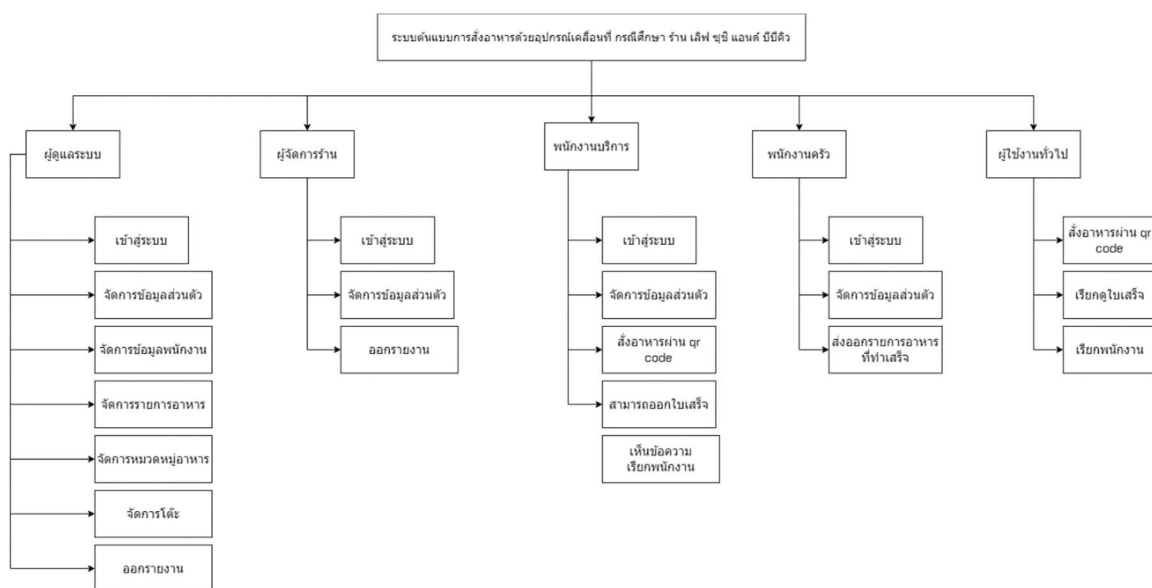 ระบบต้นแบบการสั่งอาหารด้วยอุปกรณ์เคลื่อนที่ กรณีศึกษา ร้าน เลิฟ ซูชิ แอนด์ บีบีคิว
ผู้ดูแลระบบ
เข้าสู่ระบบ
จัดการข้อมูลส่วนตัว
จัดการข้อมูลพนักงาน
จัดการรายการอาหาร
จัดการหมวดหมู่อาหาร
จัดการโต๊ะ
ออกรายงาน
ผู้จัดการร้าน
เข้าสู่ระบบ
จัดการข้อมูลส่วนตัว
ออกรายงาน
พนักงานบริการ
เข้าสู่ระบบ
จัดการข้อมูลส่วนตัว
สั่งอาหารผ่าน qr
code
สามารถออกใบเสร็จ
เห็นข้อความ
เรียกพนักงาน
พนักงานครัว
เข้าสู่ระบบ
จัดการข้อมูลส่วนตัว
ส่งออกรายการอาหาร
ที่ทำเสร็จ
ผู้ใช้งานทั่วไป
สั่งอาหารผ่าน qr
code
เรียกดูใบเสร็จ
เรียกพนักงาน